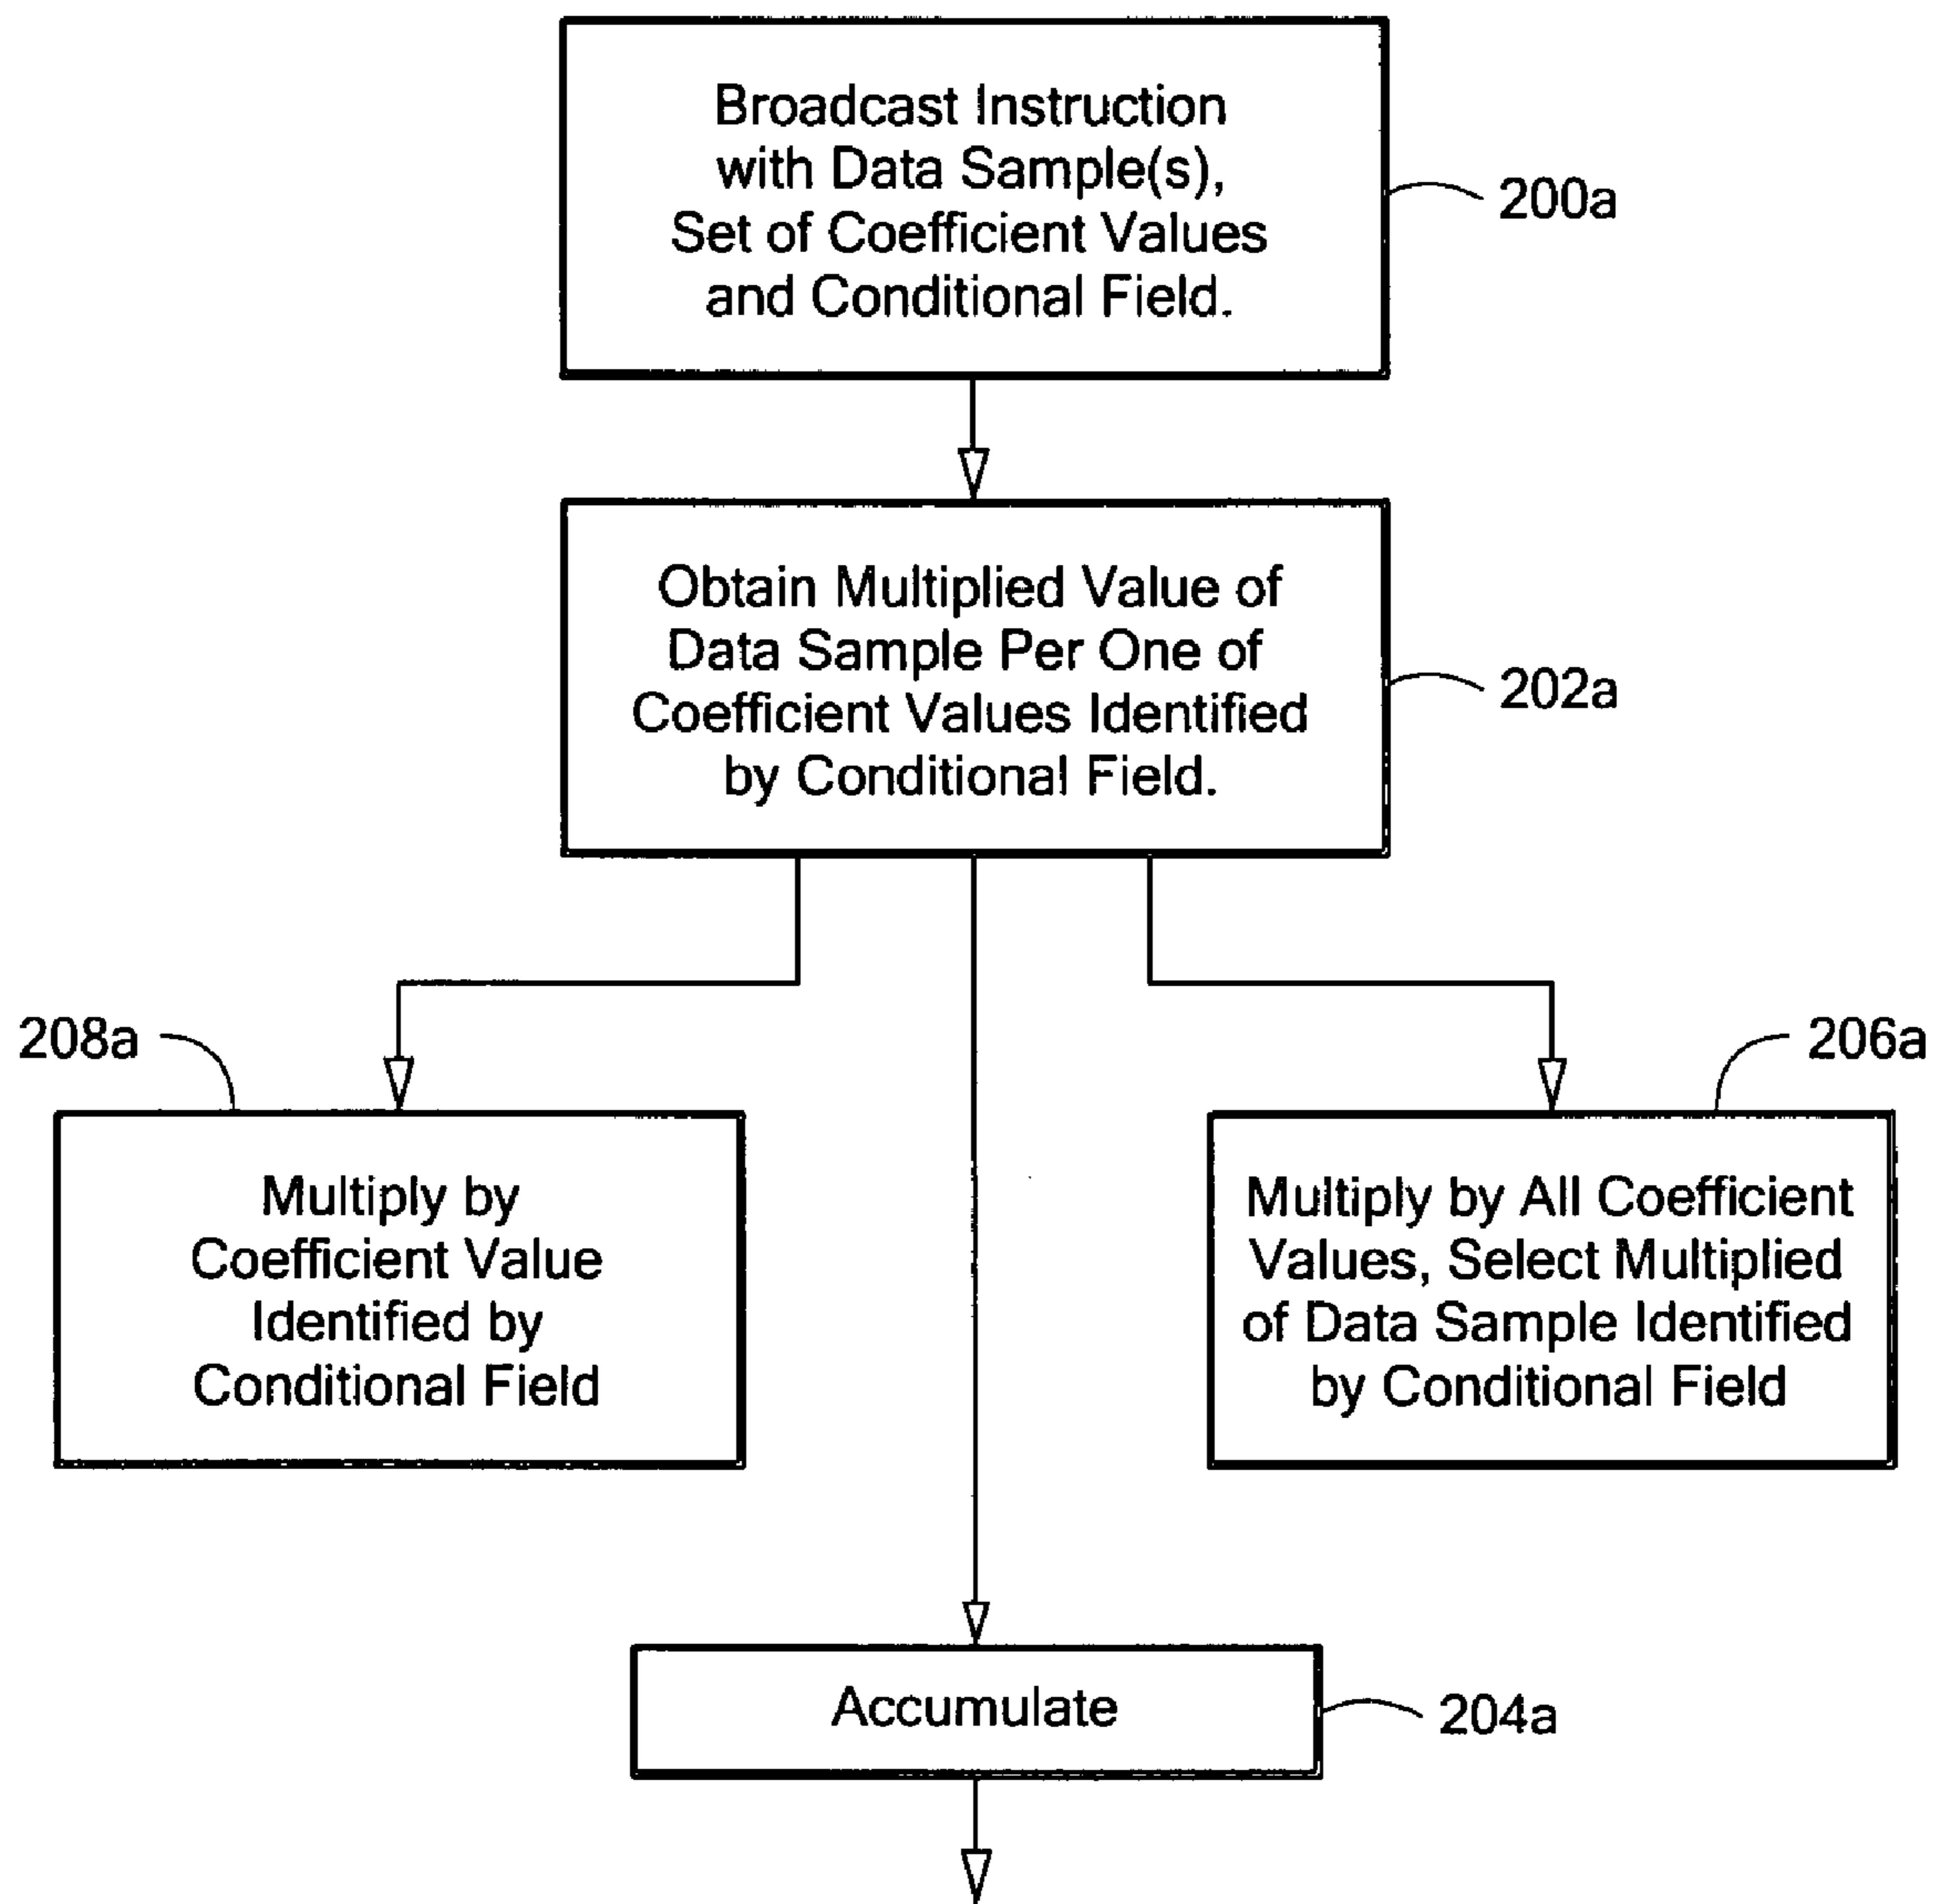 Broadcast Instruction
with Data Sample(s),
Set of Coefficient Values
and Conditional Field.
200a
Obtain Multiplied Value of
Data Sample Per One of
Coefficient Values Identified
by Conditional Field.
202a
208a
206a
Multiply by
Coefficient Value
Identified by
Conditional Field
Multiply by All Coefficient
Values, Select Multiplied
of Data Sample Identified
by Conditional Field
Accumulate
204a